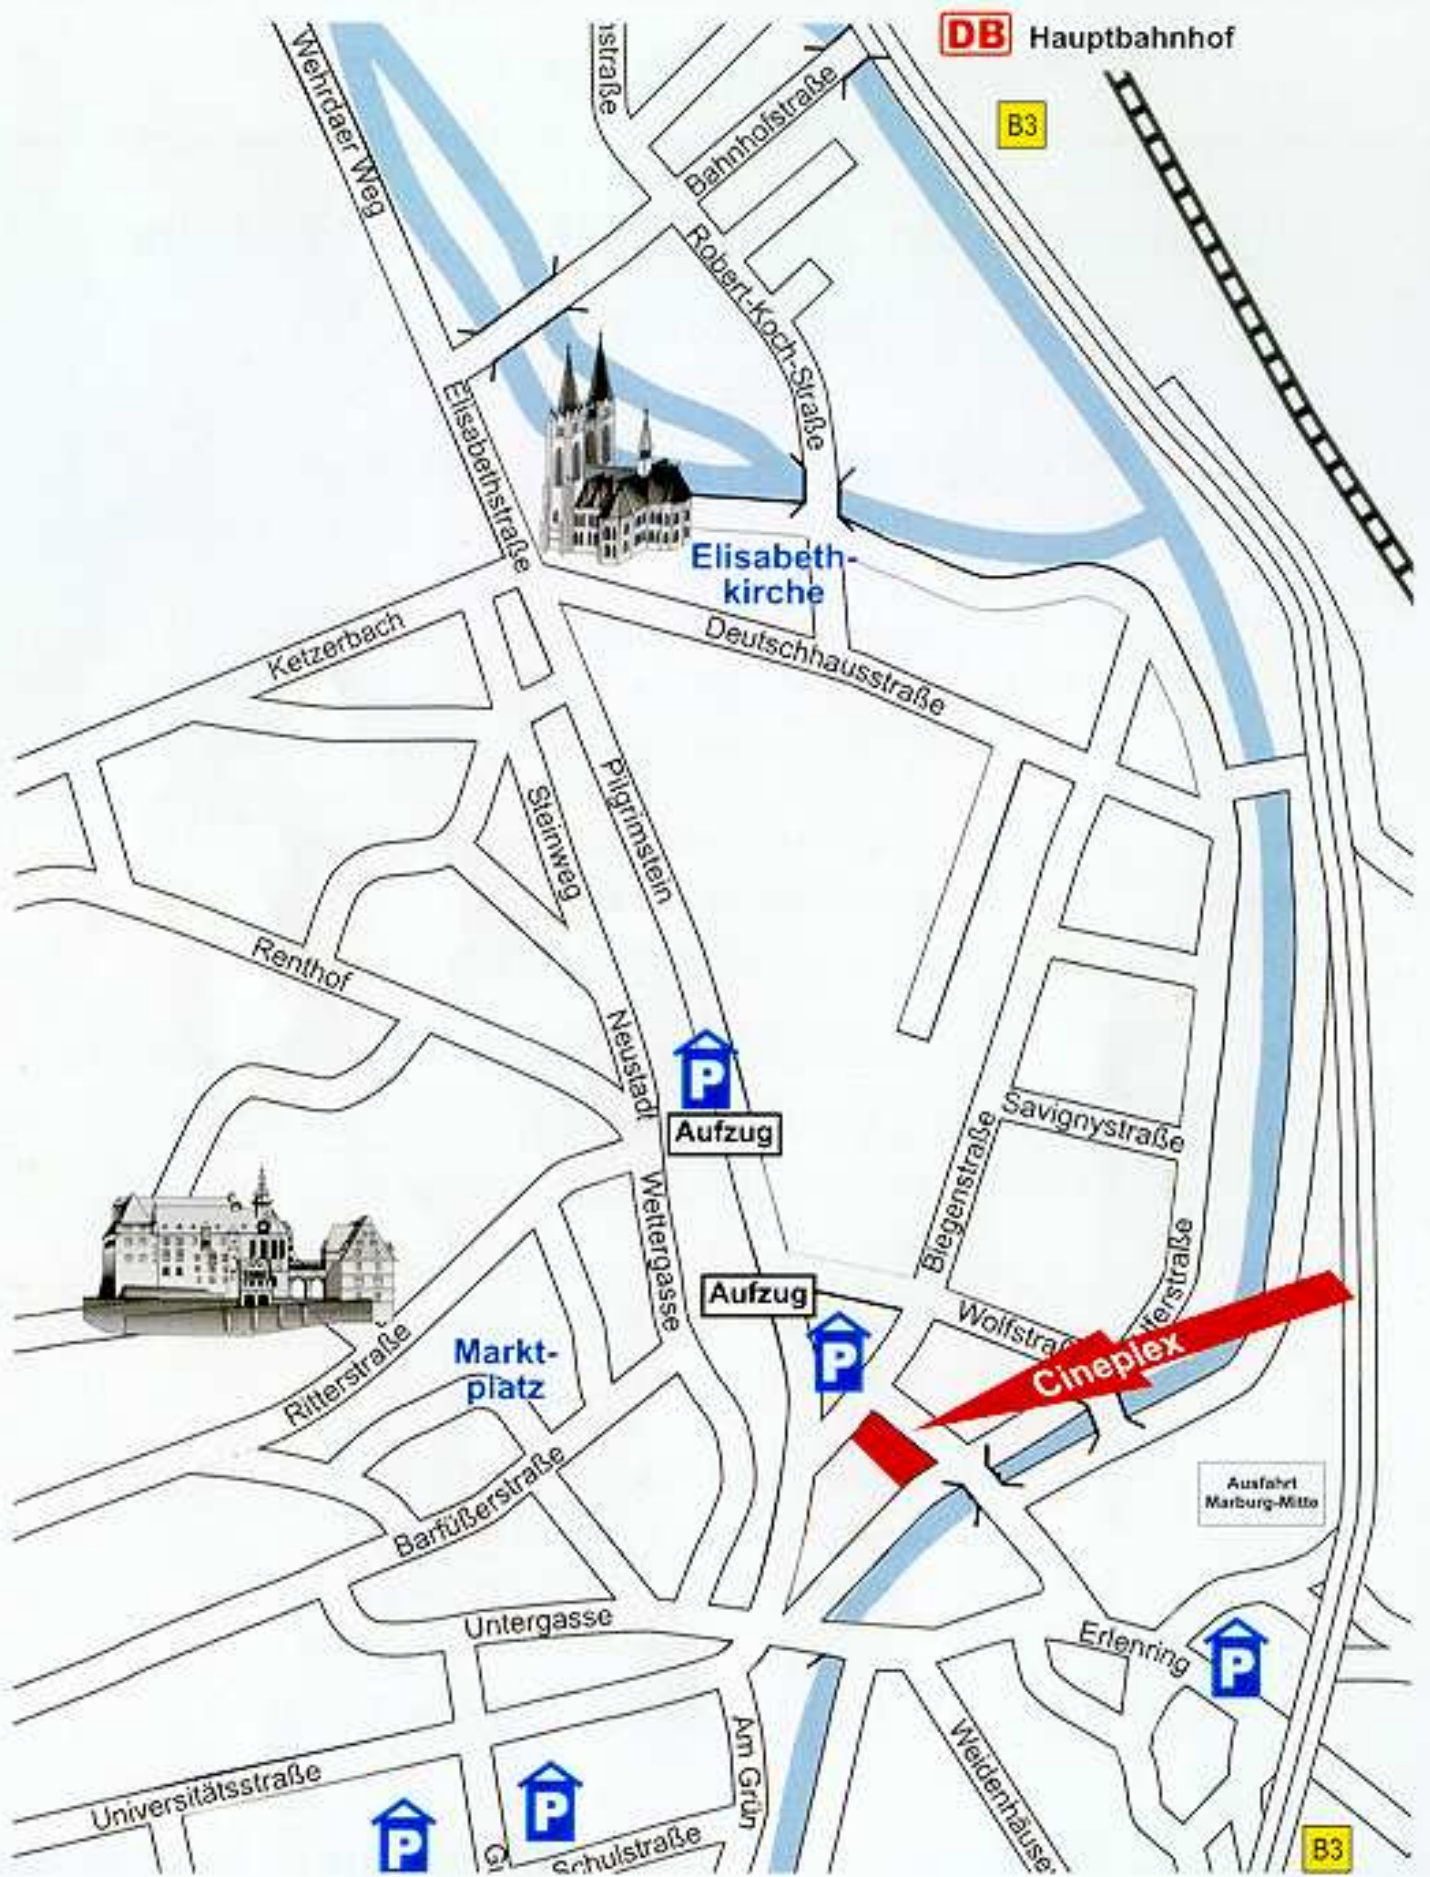 DB Hauptbahnhof
B3
Wehrdaer Weg
Bahnhofstraße
Robert-Koch-Straße
Elisabethstraße
Elisabeth-
kirche
Ketzerbach
Deutschhausstraße
Steinweg
Pilgrimstein
Renthof
Neustadt
P
Aufzug
Savignystraße
Biegenstraße
Wettergasse
Aufzug
P
Wolfstra
Cineplex
Markt-
platz
Ritterstraße
Barfüßerstraße
Ausfahrt
Marburg-Mitte
Untergasse
Erlenring
P
Am Grün
Weidenhäuser
Universitätsstraße
P
P
Schulstraße
B3